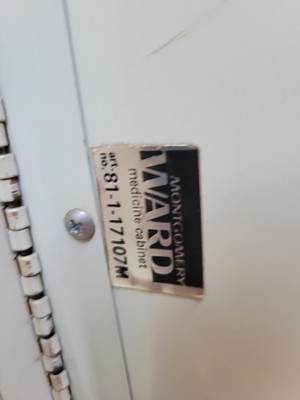 MONTGOMERY
WARD
medicine cabinet
art. no. 81-1-17107M